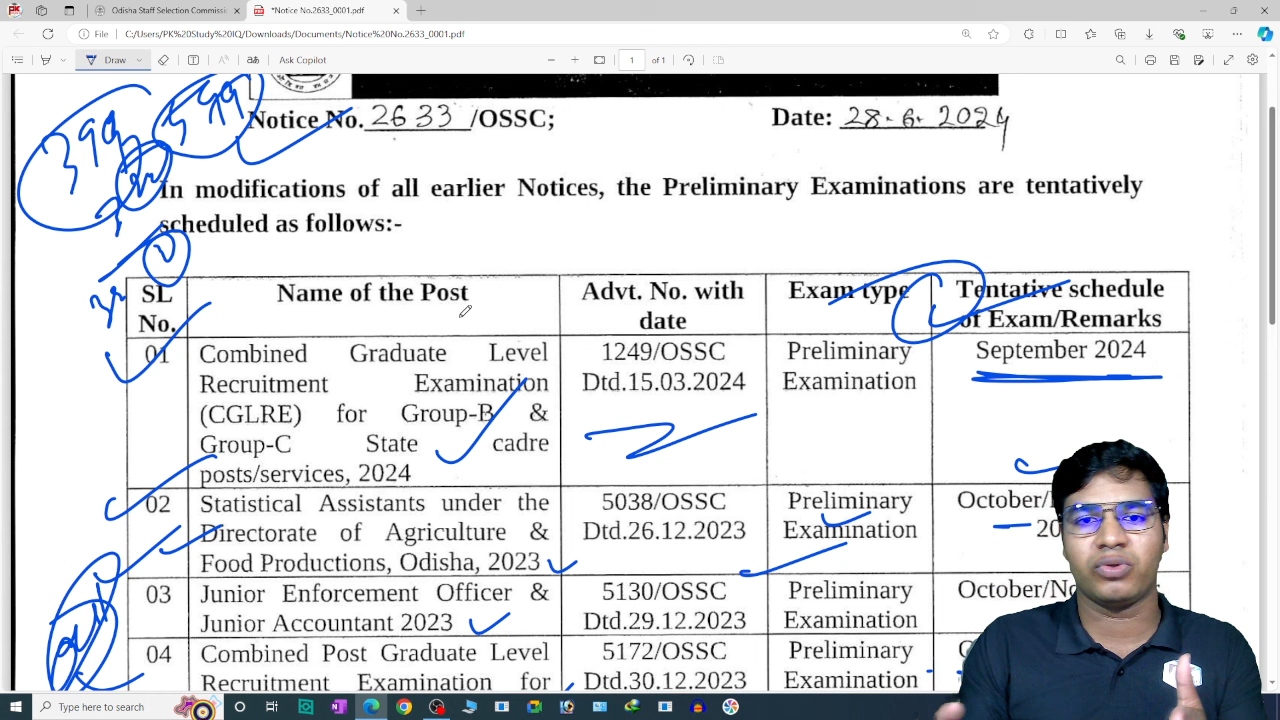 Odisha Staff Selection Commissi
*Notice No.2633_0001.pdf
File
C:/Users/PK%20Study%20IQ/Downloads/Documents/Notice%20No.2633_0001.pdf
Draw
Ask Copilot
1
of 1
399
599
Notice No. 2633 /OSSC;
Date: 28.6.2024
In modifications of all earlier Notices, the Preliminary Examinations are tentatively
scheduled as follows:-
SL No.
Name of the Post
Advt. No. with date
Exam type
Tentative schedule of Exam/Remarks
01
Combined Graduate Level
Recruitment Examination
(CGLRE) for Group-B &
Group-C State cadre
posts/services, 2024
1249/OSSC
Dtd.15.03.2024
Preliminary
Examination
September 2024
02
Statistical Assistants under the
Directorate of Agriculture &
Food Productions, Odisha, 2023
5038/OSSC
Dtd.26.12.2023
Preliminary
Examination
October/
20
03
Junior Enforcement Officer &
Junior Accountant 2023
5130/OSSC
Dtd.29.12.2023
Preliminary
Examination
October/No
04
Combined Post Graduate Level
Recruitment Examination for
5172/OSSC
Dtd.30.12.2023
Preliminary
Examination
Type here to search